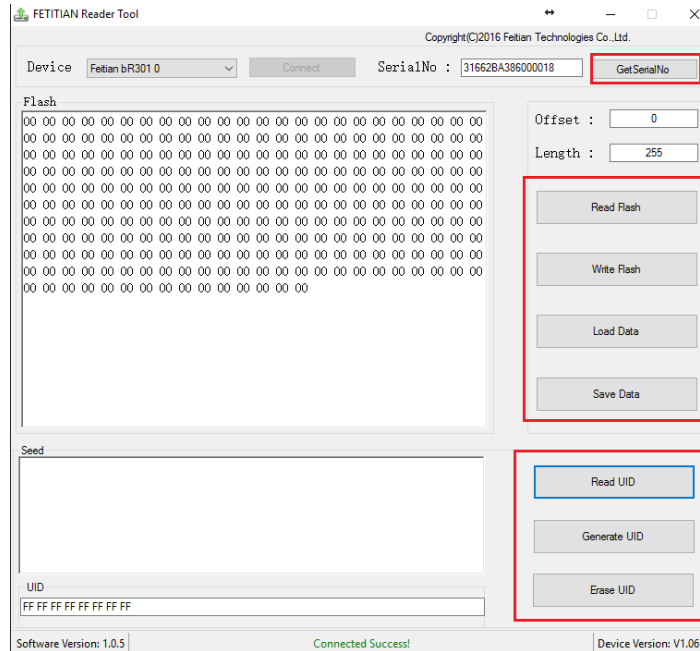 FETITIAN Reader Tool
Copyright(C)2016 Feitian Technologies Co.,Ltd.
Device Feitian bR301 0 Connect SerialNo : 31662BA386000018 GetSerialNo
Flash
00 00 00 00 00 00 00 00 00 00 00 00 00 00 00 00 00 00 00 00 00 00 00 00
00 00 00 00 00 00 00 00 00 00 00 00 00 00 00 00 00 00 00 00 00 00 00 00
00 00 00 00 00 00 00 00 00 00 00 00 00 00 00 00 00 00 00 00 00 00 00 00
00 00 00 00 00 00 00 00 00 00 00 00 00 00 00 00 00 00 00 00 00 00 00 00
00 00 00 00 00 00 00 00 00 00 00 00 00 00 00 00 00 00 00 00 00 00 00 00
00 00 00 00 00 00 00 00 00 00 00 00 00 00 00 00 00 00 00 00 00 00 00 00
00 00 00 00 00 00 00 00 00 00 00 00 00 00 00 00 00 00 00 00 00 00 00 00
00 00 00 00 00 00 00 00 00 00 00 00 00 00 00 00 00 00 00 00 00 00 00 00
00 00 00 00 00 00 00 00 00 00 00 00 00 00 00 00 00 00 00 00 00 00 00 00
00 00 00 00 00 00 00 00 00 00 00 00 00 00 00 00 00 00 00 00 00 00 00 00
00 00 00 00 00 00 00 00 00 00 00 00 00 00 00
Offset : 0
Length : 255
Read Flash
Write Flash
Load Data
Save Data
Seed
Read UID
Generate UID
Erase UID
UID
FF FF FF FF FF FF FF FF
Software Version: 1.0.5 Connected Success! Device Version: V1.06